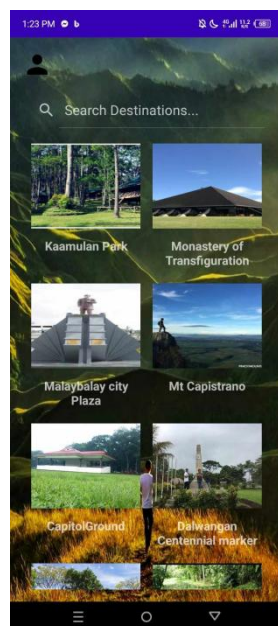 1:23 PM
Search Destinations...
Kaamulan Park
Monastery of
Transfiguration
Malaybalay city
Plaza
Mt Capistrano
CapitolGround
Dalwangan
Centennial marker